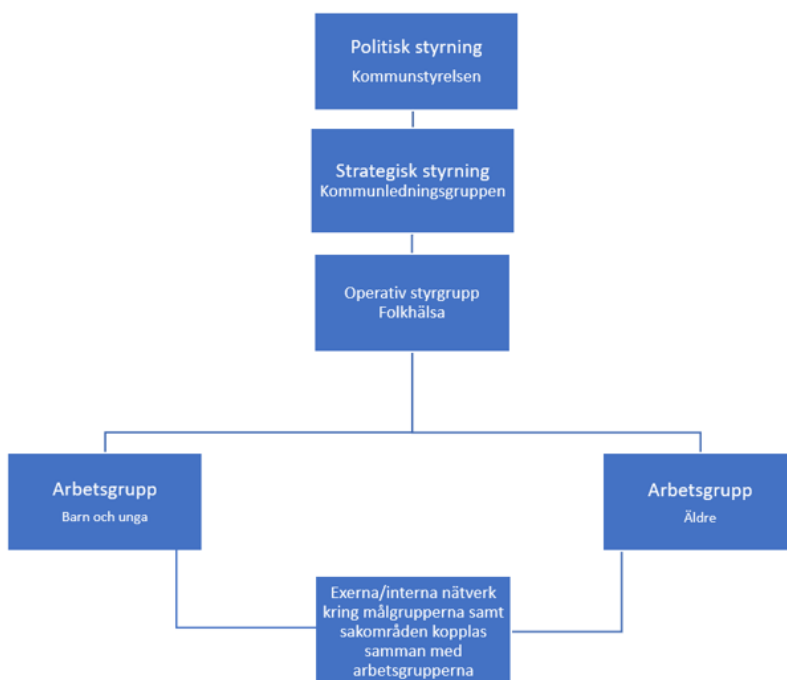 Politisk styrning
Kommunstyrelsen
Strategisk styrning
Kommunledningsgruppen
Operativ styrgrupp
Folkhälsa
Arbetsgrupp
Barn och unga
Arbetsgrupp
Äldre
Exerna/interna nätverk
kring målgrupperna samt
sakområden kopplas
samman med
arbetsgrupperna